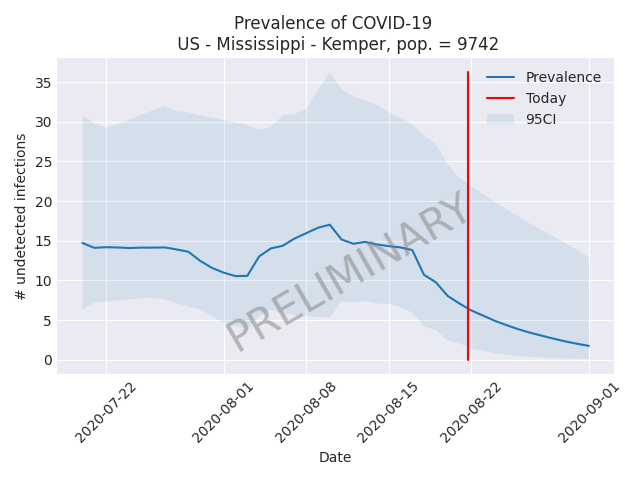 Prevalence of COVID-19
US - Mississippi - Kemper, pop. = 9742
Prevalence
Today
95CI
PRELIMINARY
# undetected infections
35
30
25
20
15
10
5
0
2020-07-22
2020-08-01
2020-08-08
2020-08-15
2020-08-22
2020-09-01
Date